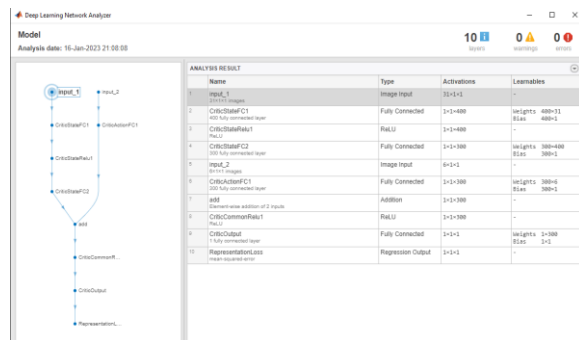 Deep Learning Network Analyzer
Model
Analysis date: 16-Jan-2023 21:08:08
10
layers
0
warnings
0
errors
input_1
input_2
CriticStateFC1
CriticActionFC1
CriticStateRelu1
CriticStateFC2
add
CriticCommonR...
CriticOutput
RepresentationL...
ANALYSIS RESULT
Name Type Activations Learnables
1 input_1 Image Input 31×1×1 -
31×1×1 images
2 CriticStateFC1 Fully Connected 1×1×400 Weights 400×31
400 fully connected layer Bias 400×1
3 CriticStateRelu1 ReLU 1×1×400 -
ReLU
4 CriticStateFC2 Fully Connected 1×1×300 Weights 300×400
300 fully connected layer Bias 300×1
5 input_2 Image Input 6×1×1 -
6×1×1 images
6 CriticActionFC1 Fully Connected 1×1×300 Weights 300×6
300 fully connected layer Bias 300×1
7 add Addition 1×1×300 -
Element-wise addition of 2 inputs
8 CriticCommonRelu1 ReLU 1×1×300 -
ReLU
9 CriticOutput Fully Connected 1×1×1 Weights 1×300
1 fully connected layer Bias 1×1
10 RepresentationLoss Regression Output 1×1×1 -
mean-squared-error